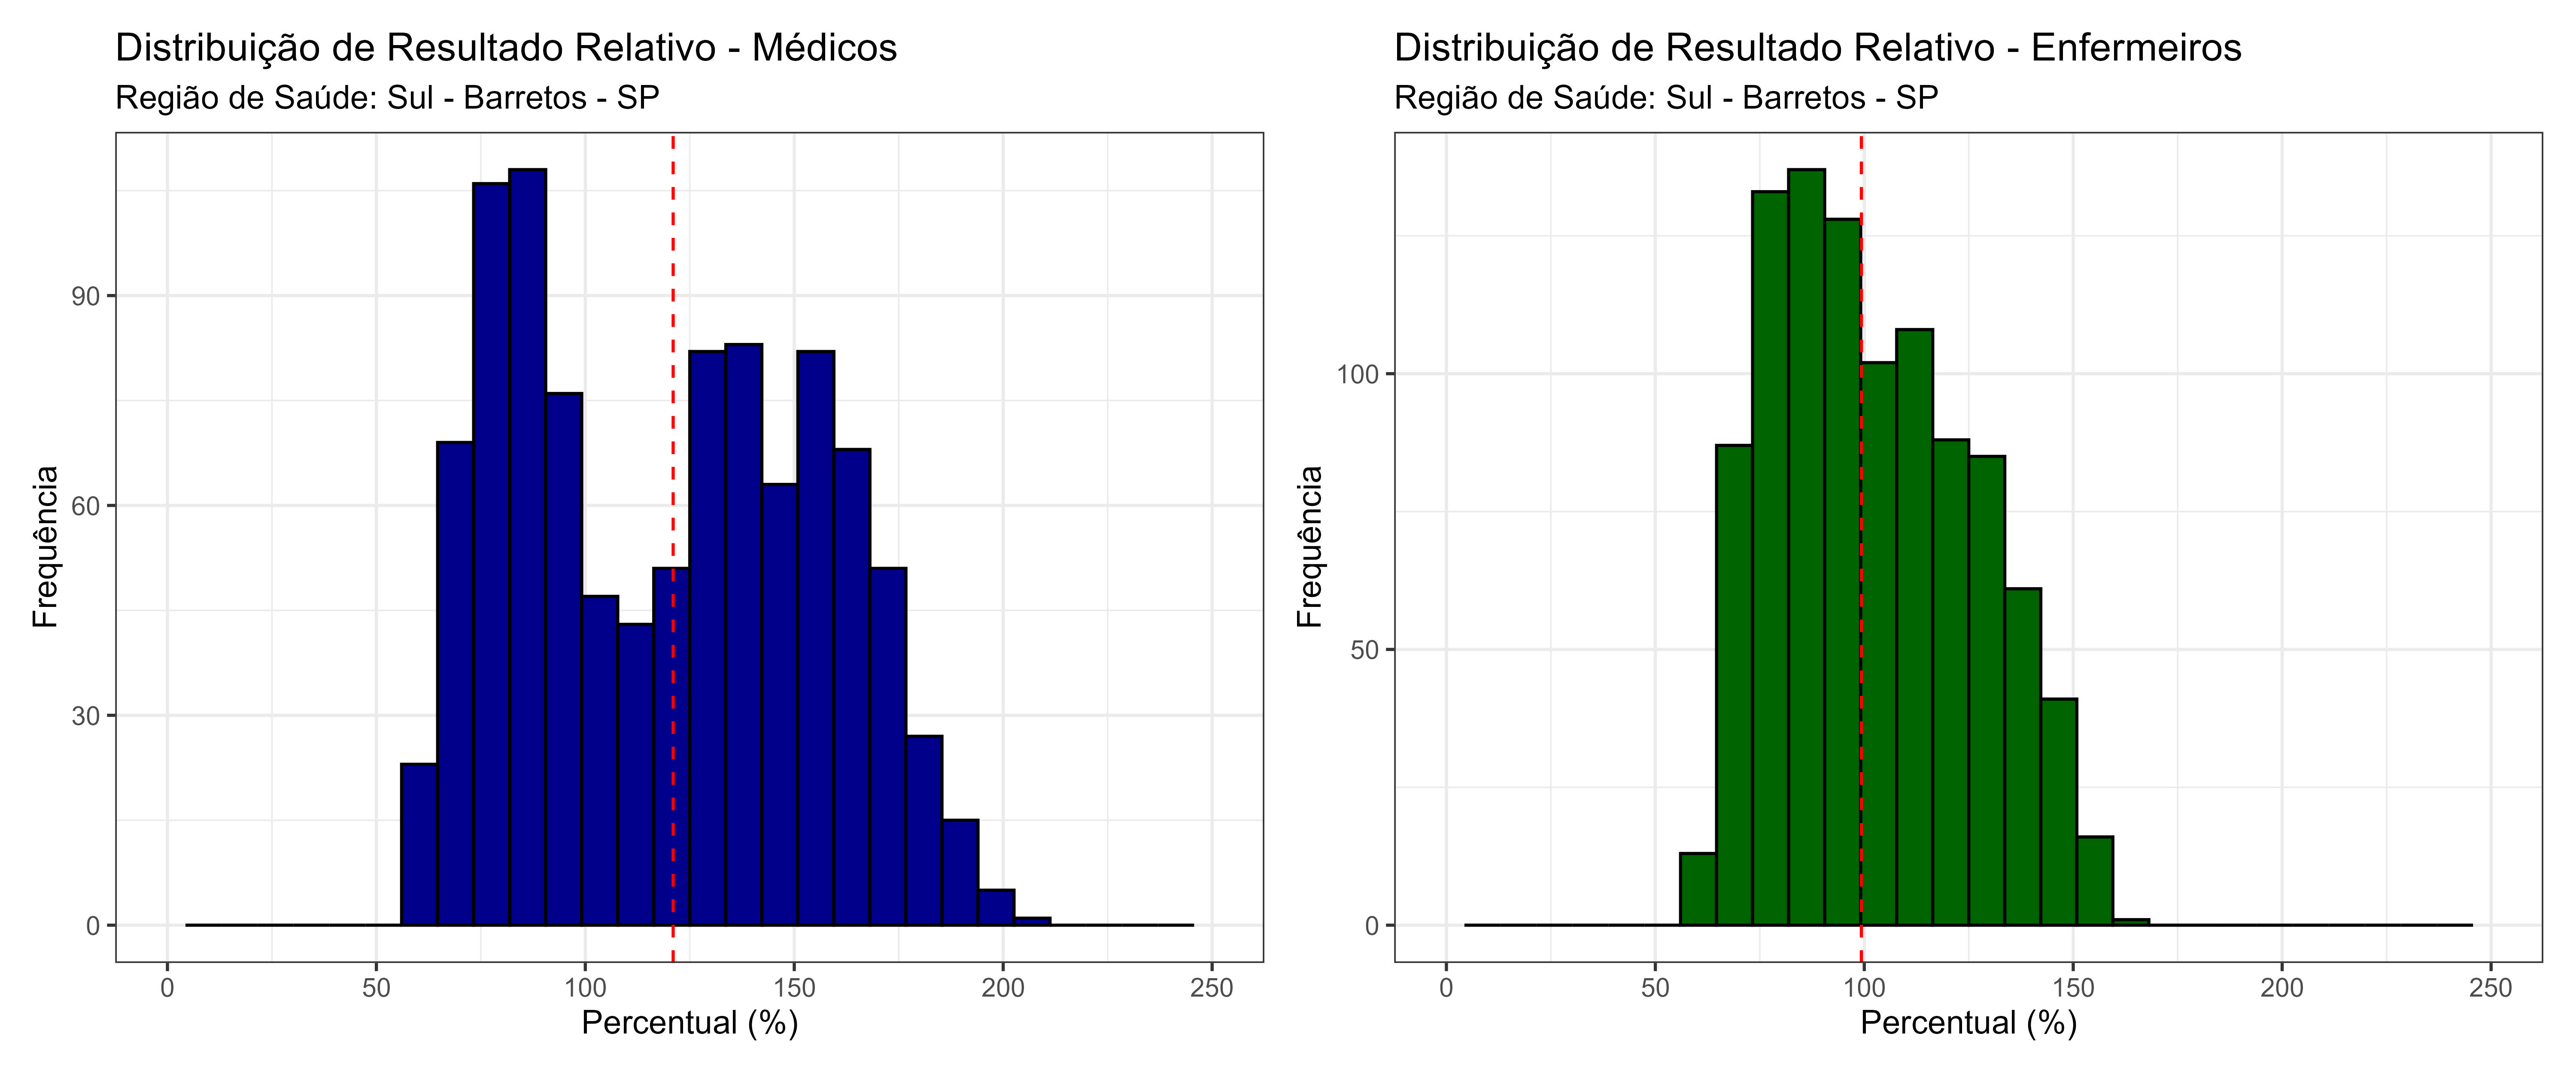 Distribuição de Resultado Relativo - Médicos
Região de Saúde: Sul - Barretos - SP
Frequência
90
60
30
0
0 50 100 150 200 250
Percentual (%)
Distribuição de Resultado Relativo - Enfermeiros
Região de Saúde: Sul - Barretos - SP
Frequência
100
50
0
0 50 100 150 200 250
Percentual (%)